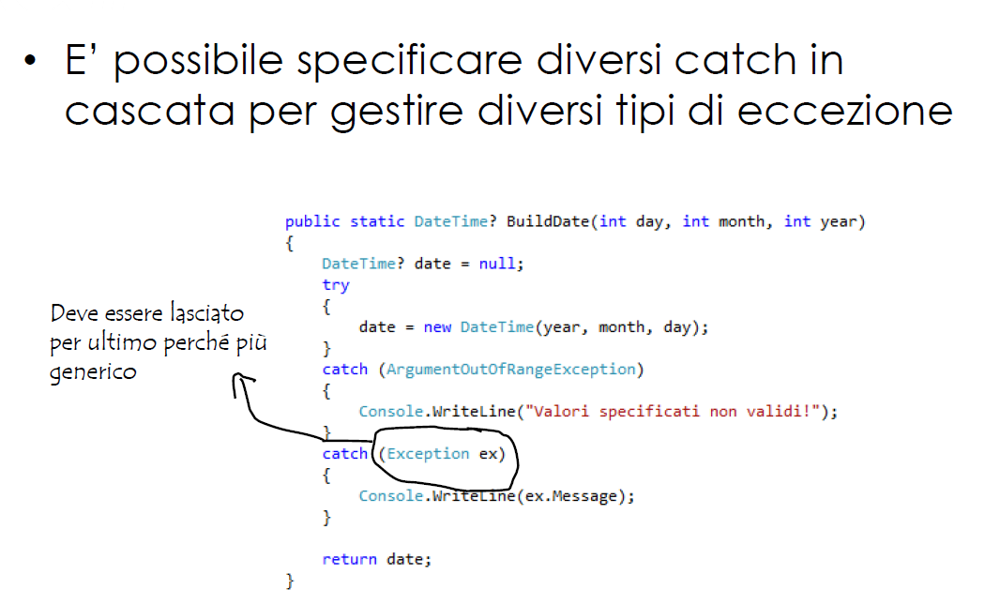 • E’ possibile specificare diversi catch in
cascata per gestire diversi tipi di eccezione
public static DateTime? BuildDate(int day, int month, int year)
{
DateTime? date = null;
try
{
date = new DateTime(year, month, day);
}
catch (ArgumentOutOfRangeException)
{
Console.WriteLine("Valori specificati non validi!");
}
catch (Exception ex)
{
Console.WriteLine(ex.Message);
}
return date;
}
Deve essere lasciato
per ultimo perché più
generico